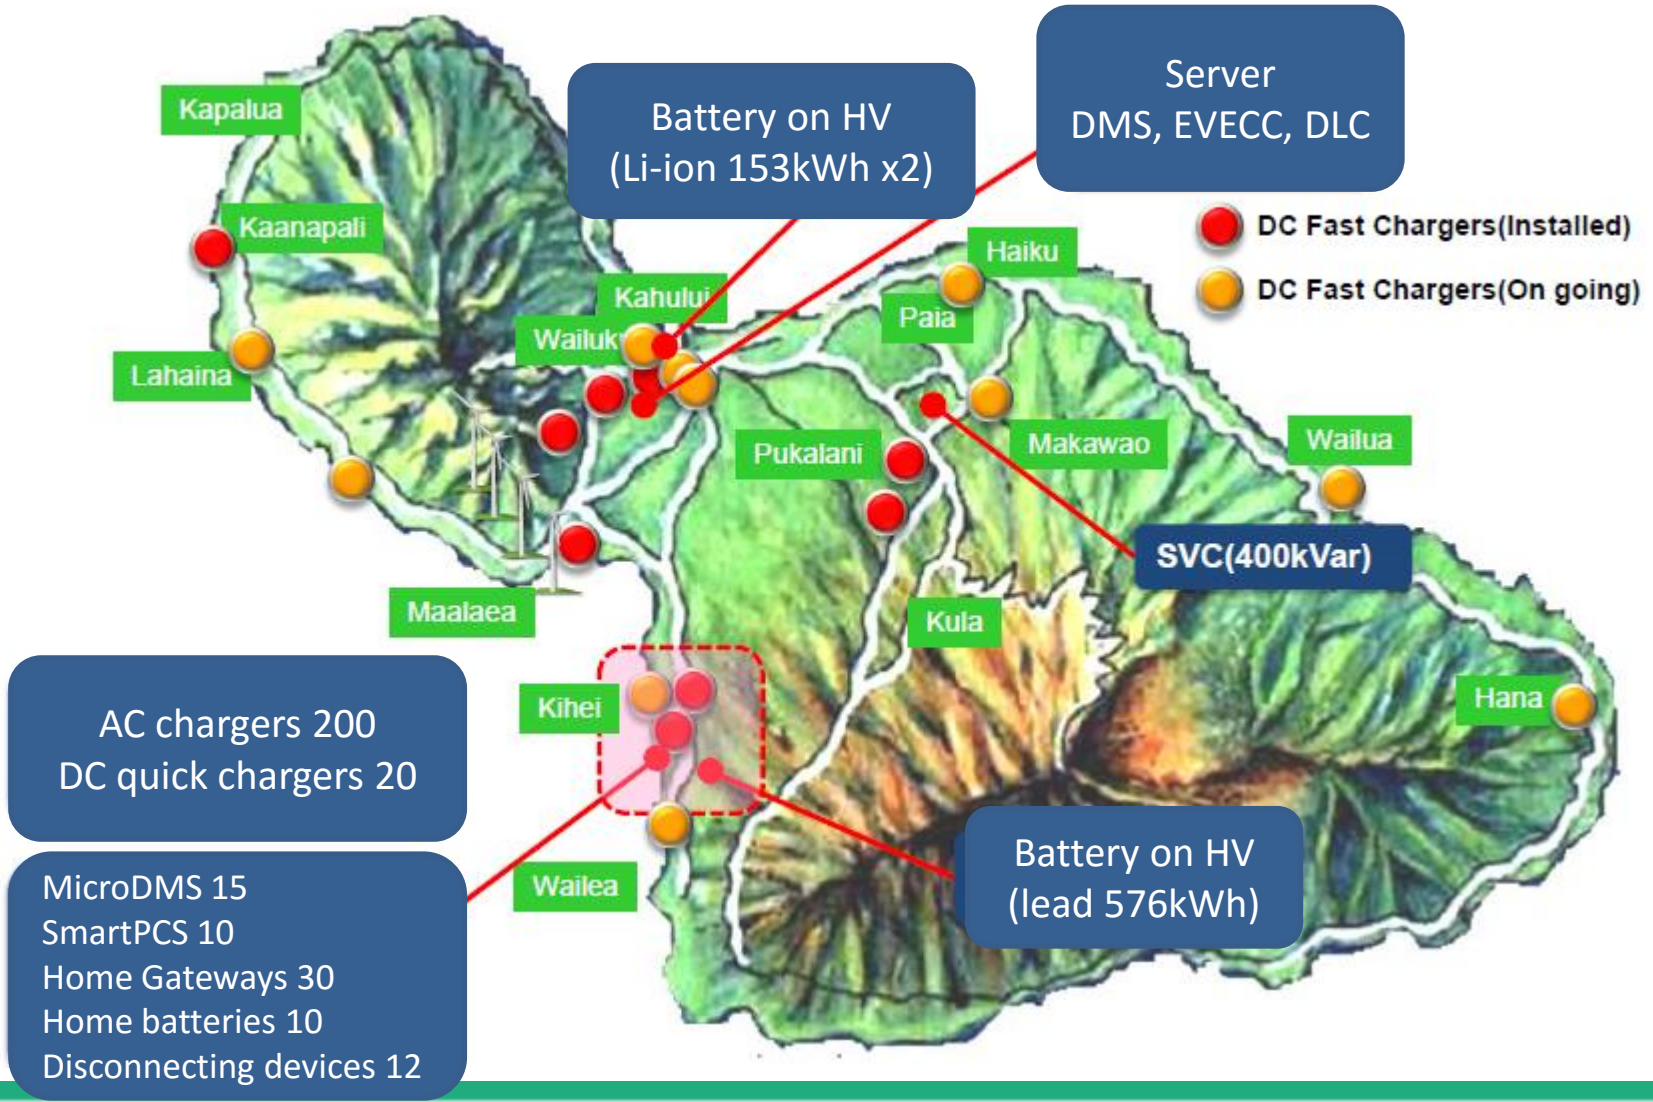 Server
DMS, EVECC, DLC
Battery on HV
(Li-ion 153kWh x2)
Kapalua
Kaanapali
DC Fast Chargers(Installed)
DC Fast Chargers(On going)
Haiku
Kahului
Paia
Wailuk
Lahaina
Pukalani
Makawao
Wailua
SVC(400kVar)
Maalaea
Kula
Kihei
Hana
AC chargers 200
DC quick chargers 20
Wailea
Battery on HV
(lead 576kWh)
MicroDMS 15
SmartPCS 10
Home Gateways 30
Home batteries 10
Disconnecting devices 12